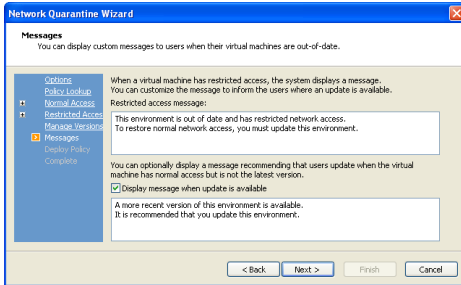 Network Quarantine Wizard
Messages
You can display custom messages to users when their virtual machines are out-of-date.
Options
Policy Lookup
Normal Access
Restricted Acces
Manage Versions
Messages
Deploy Policy
Complete
When a virtual machine has restricted access, the system displays a message.
You can customize the message to inform the users where an update is available.
Restricted access message:
This environment is out of date and has restricted network access.
To restore normal network access, you must update this environment.
You can optionally display a message recommending that users update when the virtual
machine has normal access but is not the latest version.
Display message when update is available
A more recent version of this environment is available.
It is recommended that you update this environment.
< Back
Next >
Finish
Cancel